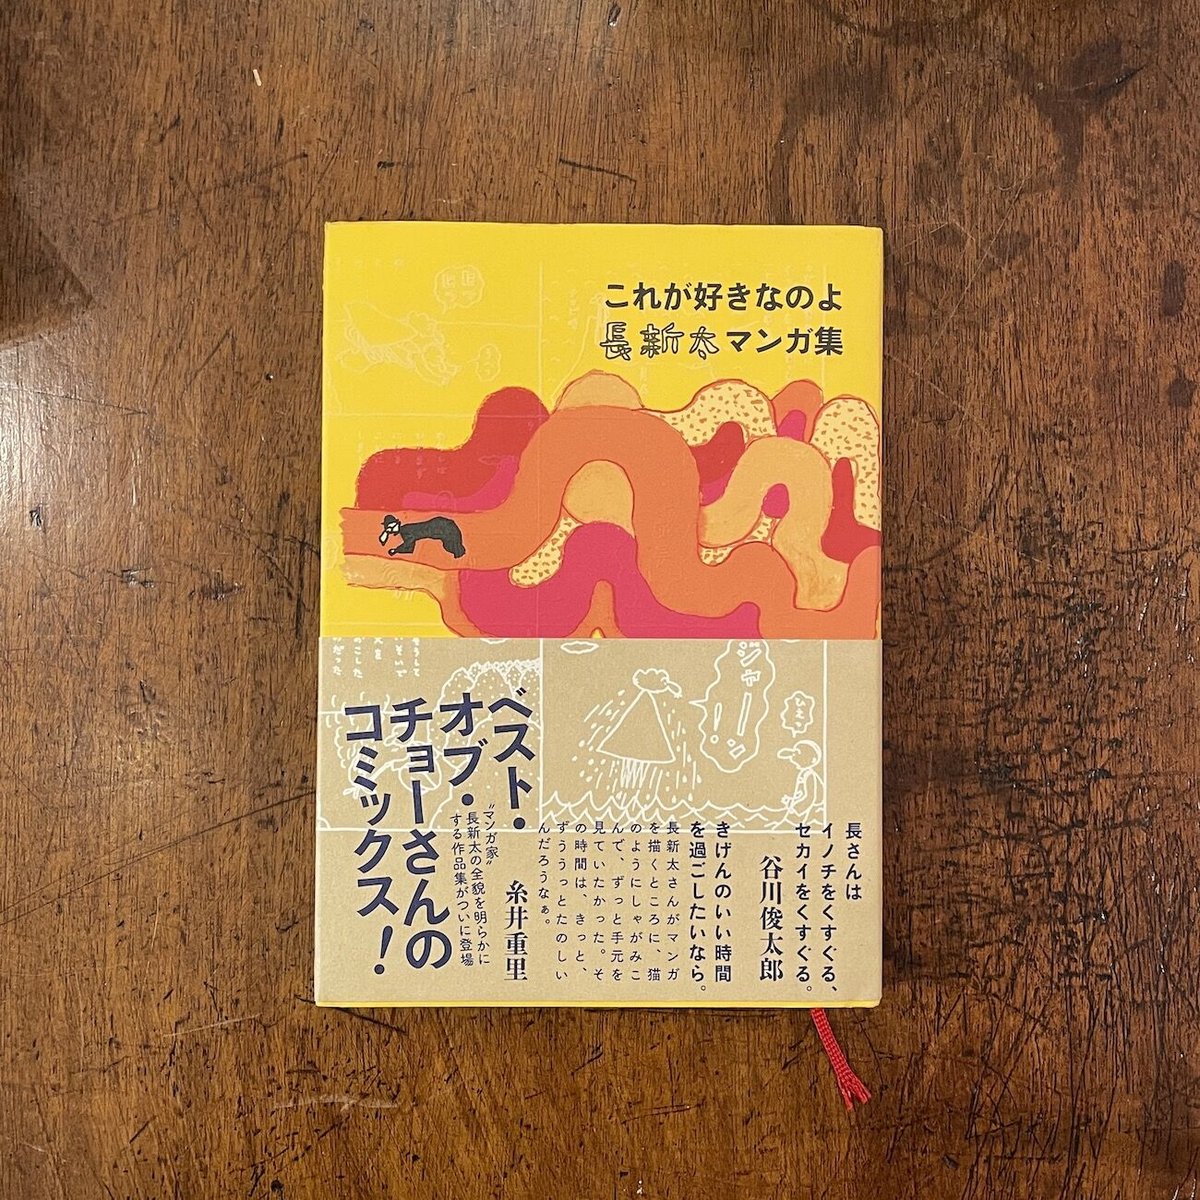 これが好きなのよ
長新太マンガ集
長さんは
イノチをくすぐる、
セカイをくすぐる。
谷川俊太郎
きげんのいい時間
を過ごしたいなら。
長新太さんがマンガ
を描くところに、猫
のようにしゃがみこ
んで、ずっと手元を
見ていたかった。そ
の時間は、きっと、
ずううっとたのしい
んだろうなぁ。
糸井重里
ベスト・
オブ・
チョーさんの
コミックス!
"マンガ家"
長新太の全貌を明らかに
する作品集がついに登場
ジャーン